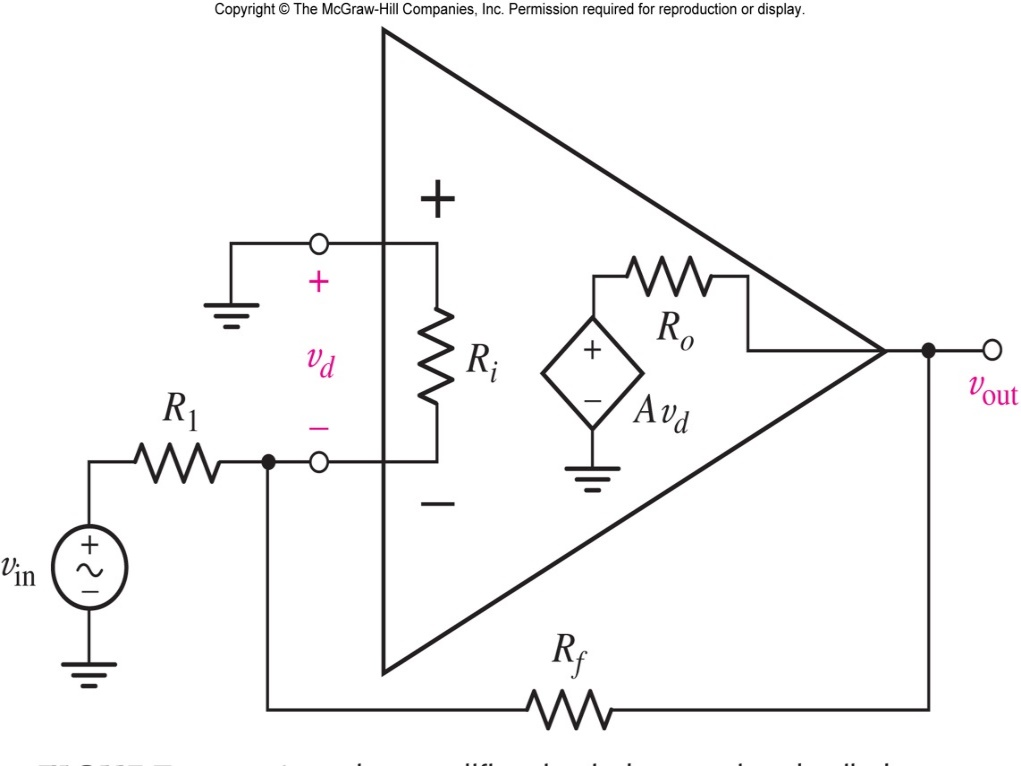 Copyright © The McGraw-Hill Companies, Inc. Permission required for reproduction or display.
+
+
v_d
−
−
R_i
R_o
+
−
Av_d
v_out
R_1
v_in
+
−
R_f